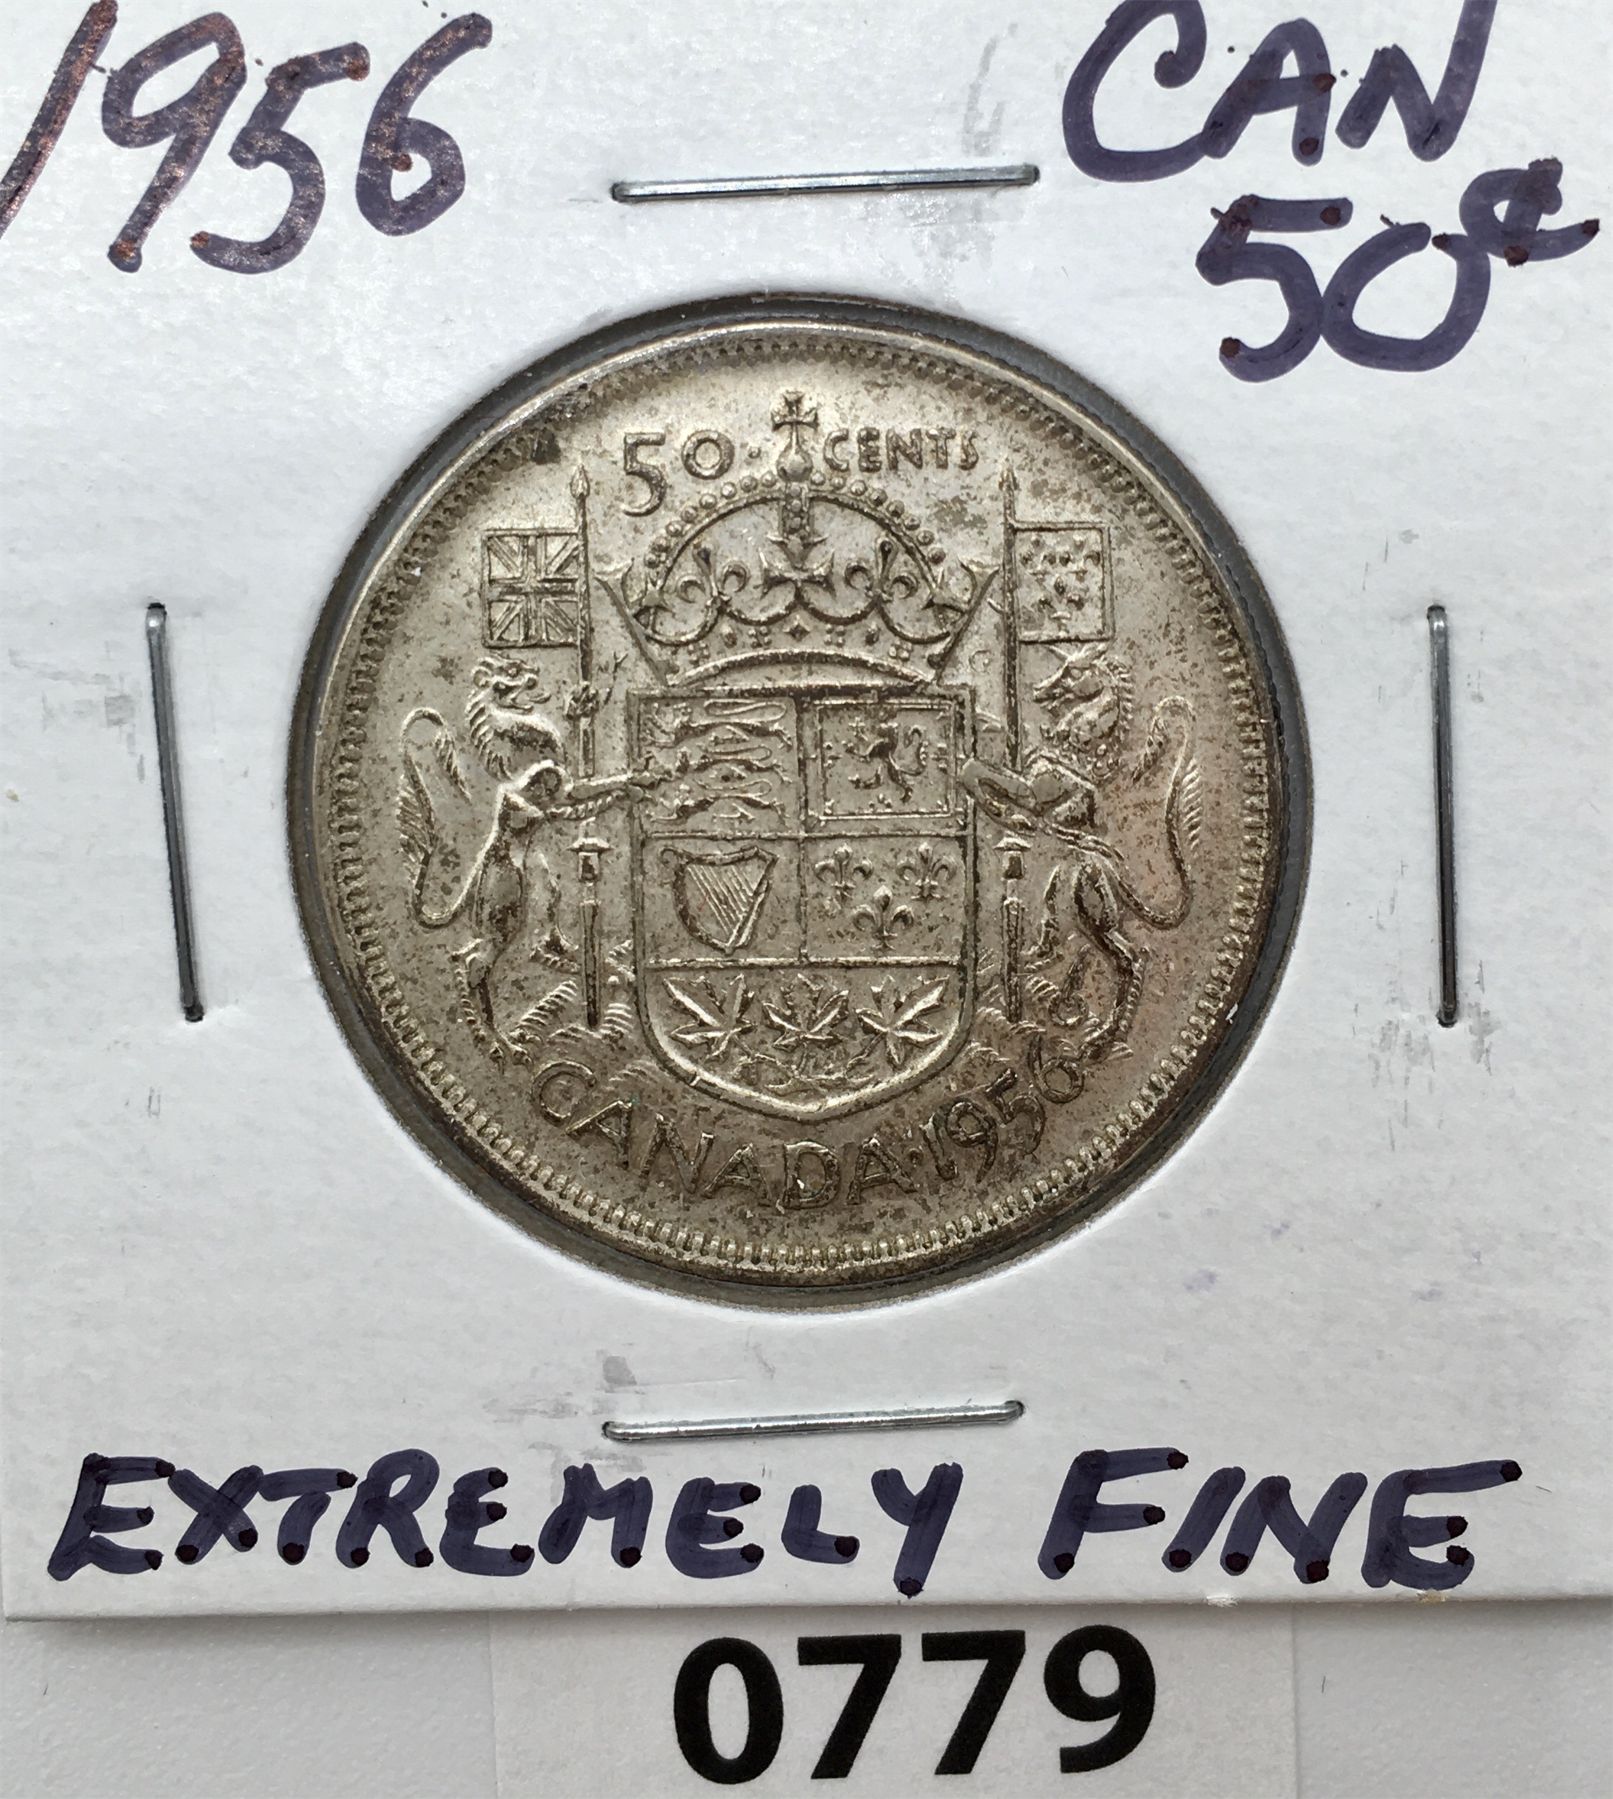 1956
CAN
50¢
50 · CENTS
K G
CANADA · 1956
EXTREMELY FINE
0779